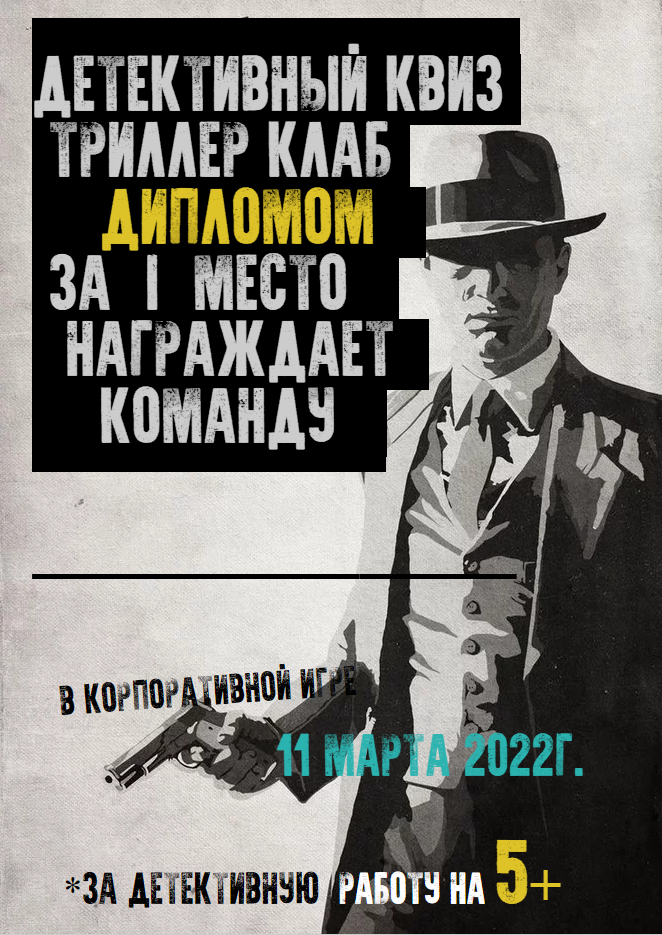 ДЕТЕКТИВНЫЙ КВИЗ
ТРИЛЛЕР КЛАБ
ДИПЛОМОМ
ЗА I МЕСТО
НАГРАЖДАЕТ
КОМАНДУ
В КОРПОРАТИВНОЙ ИГРЕ
11 МАРТА 2022Г.
*ЗА ДЕТЕКТИВНУЮ РАБОТУ НА 5+